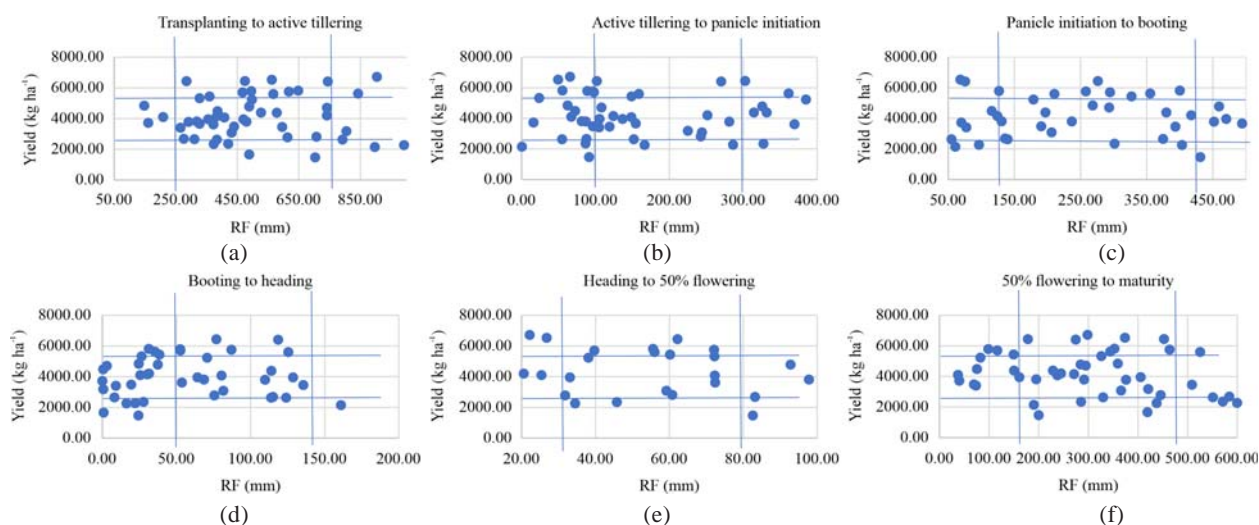 Transplanting to active tillering
8000.00
6000.00
4000.00
2000.00
0.00
Yield (kg ha⁻¹)
50.00 250.00 450.00 650.00 850.00
RF (mm)
(a)
Active tillering to panicle initiation
8000.00
6000.00
4000.00
2000.00
0.00
Yield (kg ha⁻¹)
0.00 100.00 200.00 300.00 400.00
RF (mm)
(b)
Panicle initiation to booting
8000.00
6000.00
4000.00
2000.00
0.00
Yield (kg ha⁻¹)
50.00 150.00 250.00 350.00 450.00
RF (mm)
(c)
Booting to heading
8000.00
6000.00
4000.00
2000.00
0.00
Yield (kg ha⁻¹)
0.00 50.00 100.00 150.00 200.00
RF (mm)
(d)
Heading to 50% flowering
8000.00
6000.00
4000.00
2000.00
0.00
Yield (kg ha⁻¹)
20.00 40.00 60.00 80.00 100.00
RF (mm)
(e)
50% flowering to maturity
8000.00
6000.00
4000.00
2000.00
0.00
Yield (kg ha⁻¹)
0.00 100.00 200.00 300.00 400.00 500.00 600.00
RF (mm)
(f)